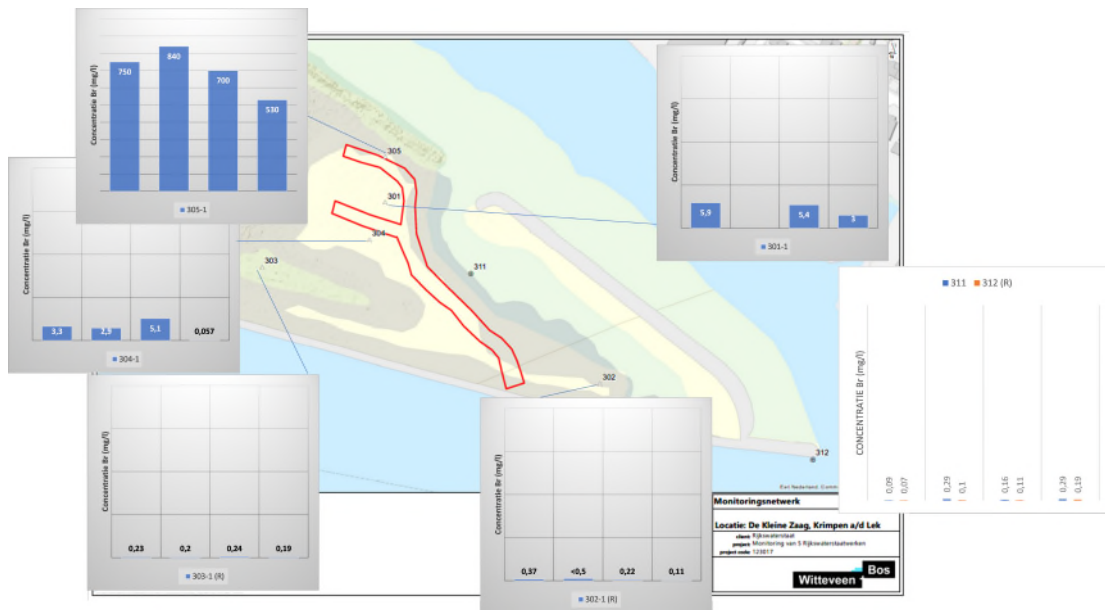 Concentratie Br (mg/l)
750
840
700
530
305-1
Concentratie Br (mg/l)
5,9
5,4
3
301-1
305
301
304
303
311
302
312
Concentratie Br (mg/l)
3,3
2,9
5,1
0,057
304-1
311
312 (R)
CONCENTRATIE Br (mg/l)
0,09
0,07
0,29
0,1
0,16
0,11
0,29
0,19
Concentratie Br (mg/l)
0,23
0,2
0,24
0,19
303-1 (R)
Concentratie Br (mg/l)
0,37
<0,5
0,22
0,11
302-1 (R)
Esri Nederland Comm
Monitoringsnetwerk
Locatie: De Kleine Zaag, Krimpen a/d Lek
client: Rijkswaterstaat
project: Monitoring van 5 Rijkswaterstaatwerken
project code: 123017
Witteveen Bos